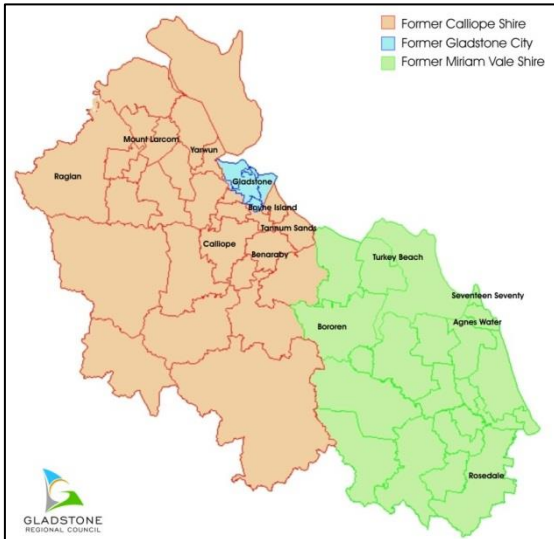 Former Calliope Shire
Former Gladstone City
Former Miriam Vale Shire
Mount Larcom
Yarwun
Raglan
Gladstone
Boyne Island
Tannum Sands
Calliope
Benaraby
Turkey Beach
Seventeen Seventy
Agnes Water
Bororen
Rosedale
GLADSTONE
REGIONAL COUNCIL